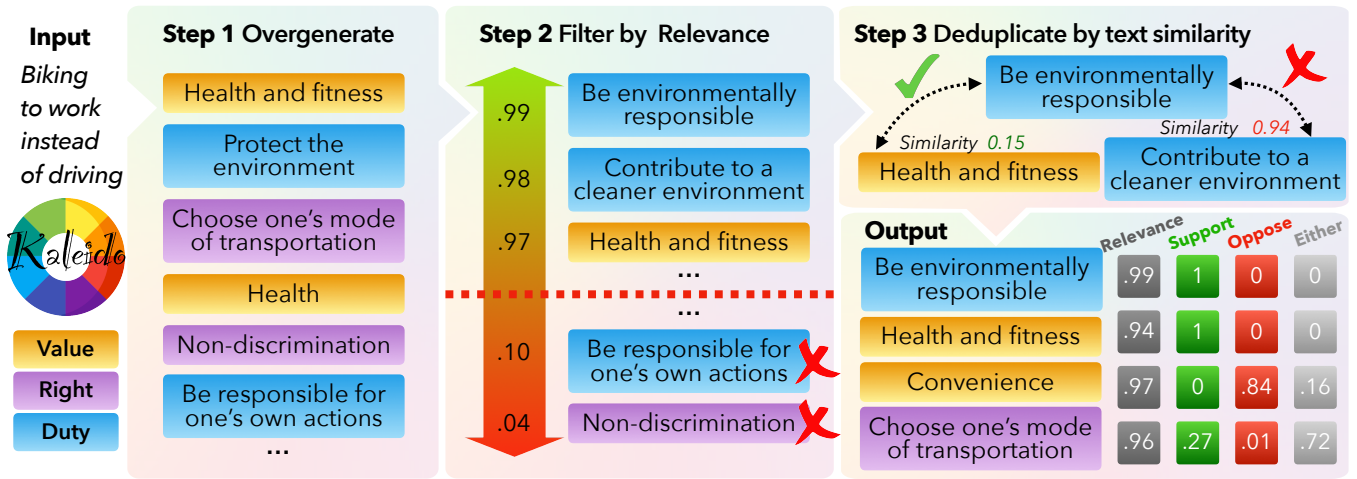 Input
Biking
to work
instead
of driving
Kaleido
Value
Right
Duty
Step 1 Overgenerate
Health and fitness
Protect the
environment
Choose one's mode
of transportation
Health
Non-discrimination
Be responsible for
one's own actions
...
Step 2 Filter by Relevance
.99
Be environmentally
responsible
.98
Contribute to a
cleaner environment
.97
Health and fitness
...
...
.10
Be responsible for
one's own actions
.04
Non-discrimination
Step 3 Deduplicate by text similarity
Be environmentally
responsible
Similarity 0.15
Similarity 0.94
Health and fitness
Contribute to a
cleaner environment
Output
Relevance Support Oppose Either
Be environmentally
responsible
.99 1 0 0
Health and fitness
.94 1 0 0
Convenience
.97 0 .84 .16
Choose one's mode
of transportation
.96 .27 .01 .72